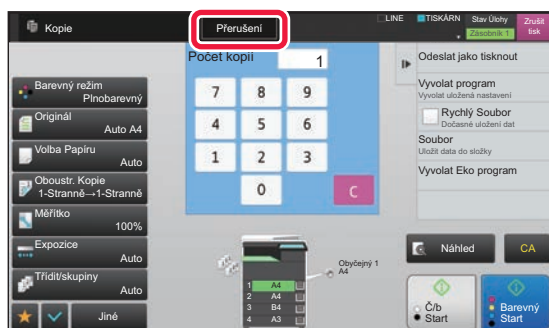 Kopie
Přerušení
LINE
TISKÁRN
Stav Úlohy
Zásobník 1
Zrušit
tisk
Počet kopií
1
7 8 9
4 5 6
1 2 3
0
C
Barevný režim
Plnobarevný
Originál
Auto A4
Volba Papíru
Auto
Oboustr. Kopie
1-Stranně→1-Stranně
Měřítko
100%
Expozice
Auto
Třídit/skupiny
Auto
Jiné
Obyčejný 1
A4
1 A4
2 A4
3 B4
4 A3
Odeslat jako tisknout
Vyvolat program
Vyvolat uložená nastavení
Rychlý Soubor
Dočasné uložení dat
Soubor
Uložit data do složky
Vyvolat Eko program
Náhled
CA
Č/b
Start
Barevný
Start